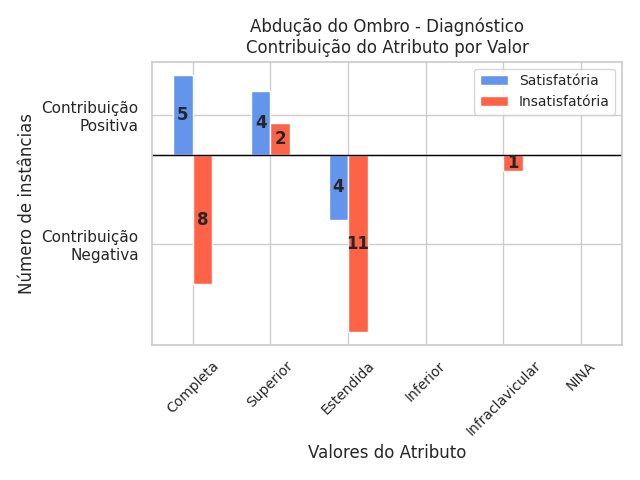 Abdução do Ombro - Diagnóstico
Contribuição do Atributo por Valor
Satisfatória
Insatisfatória
Número de instâncias
Contribuição
Positiva
Contribuição
Negativa
5
4
2
8
4
11
1
Completa
Superior
Estendida
Inferior
Infraclavicular
NINA
Valores do Atributo